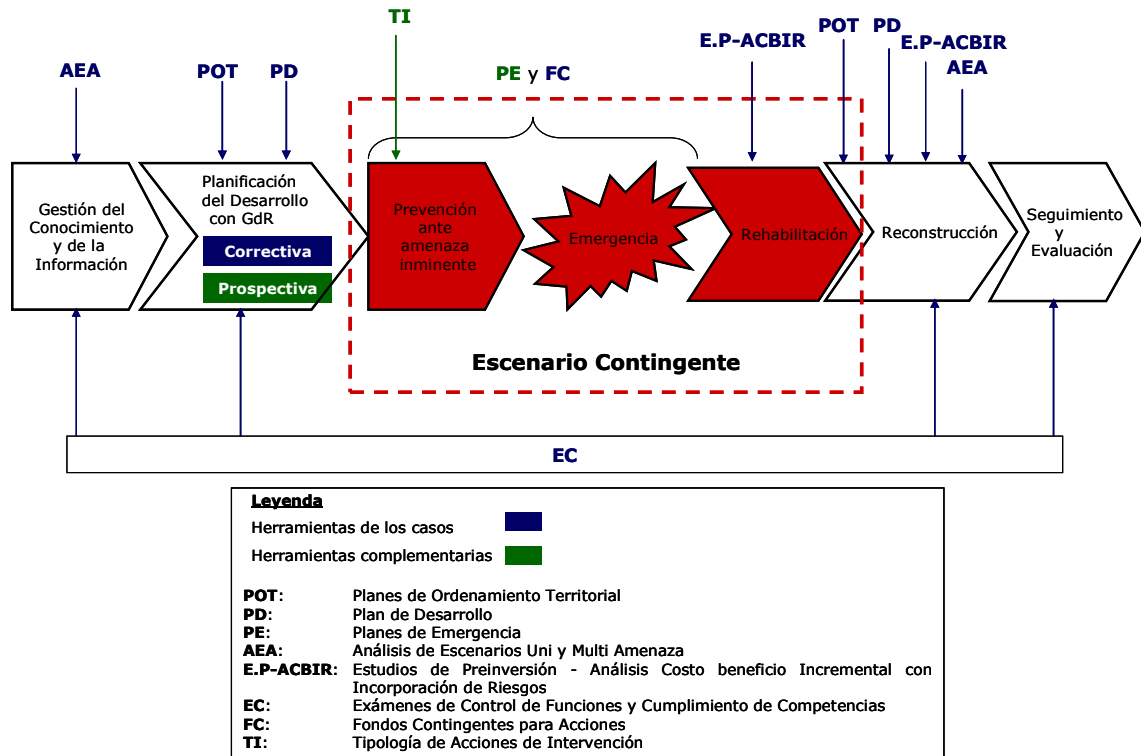 TI
POT
PD
E.P-ACBIR
E.P-ACBIR
AEA
POT
PD
PE y FC
AEA
Gestión del
Conocimiento
y de la
Información
Planificación
del Desarrollo
con GdR
Correctiva
Prospectiva
Prevención
ante
amenaza
inminente
Emergencia
Rehabilitación
Reconstrucción
Seguimiento
y
Evaluación
Escenario Contingente
EC
Leyenda
Herramientas de los casos
Herramientas complementarias
POT: Planes de Ordenamiento Territorial
PD: Plan de Desarrollo
PE: Planes de Emergencia
AEA: Análisis de Escenarios Uni y Multi Amenaza
E.P-ACBIR: Estudios de Preinversión - Análisis Costo beneficio Incremental con
Incorporación de Riesgos
EC: Exámenes de Control de Funciones y Cumplimiento de Competencias
FC: Fondos Contingentes para Acciones
TI: Tipología de Acciones de Intervención